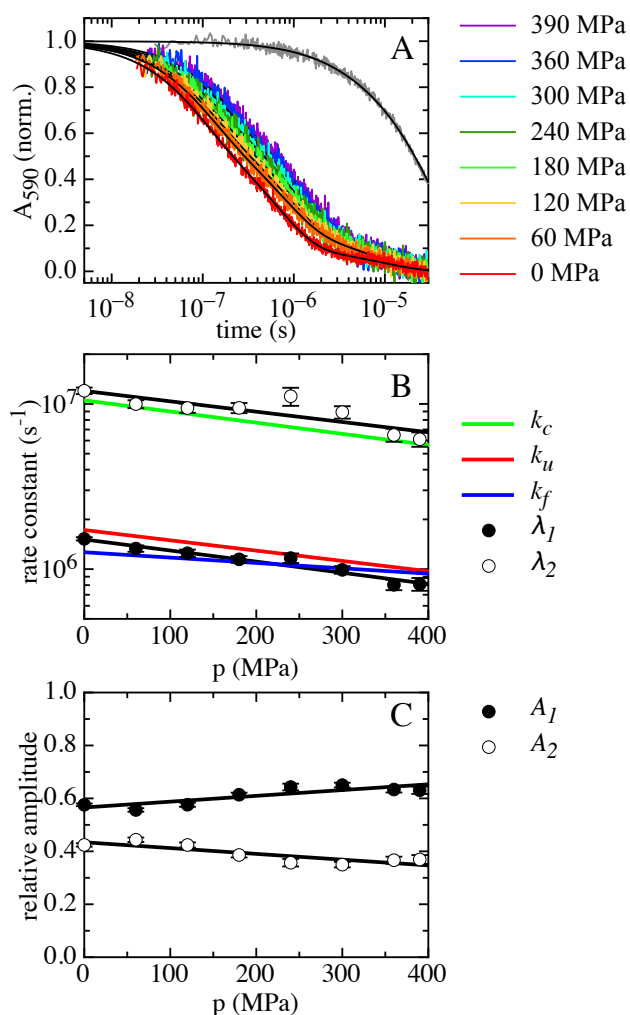 A
1.0
0.8
0.6
0.4
0.2
0.0
A₅₉₀ (norm.)
10⁻⁸ 10⁻⁷ 10⁻⁶ 10⁻⁵
time (s)
390 MPa
360 MPa
300 MPa
240 MPa
180 MPa
120 MPa
60 MPa
0 MPa
B
10⁷
10⁶
rate constant (s⁻¹)
0 100 200 300 400
p (MPa)
k_c
k_u
k_f
λ₁
λ₂
C
1.0
0.8
0.6
0.4
0.2
0.0
relative amplitude
0 100 200 300 400
p (MPa)
A₁
A₂